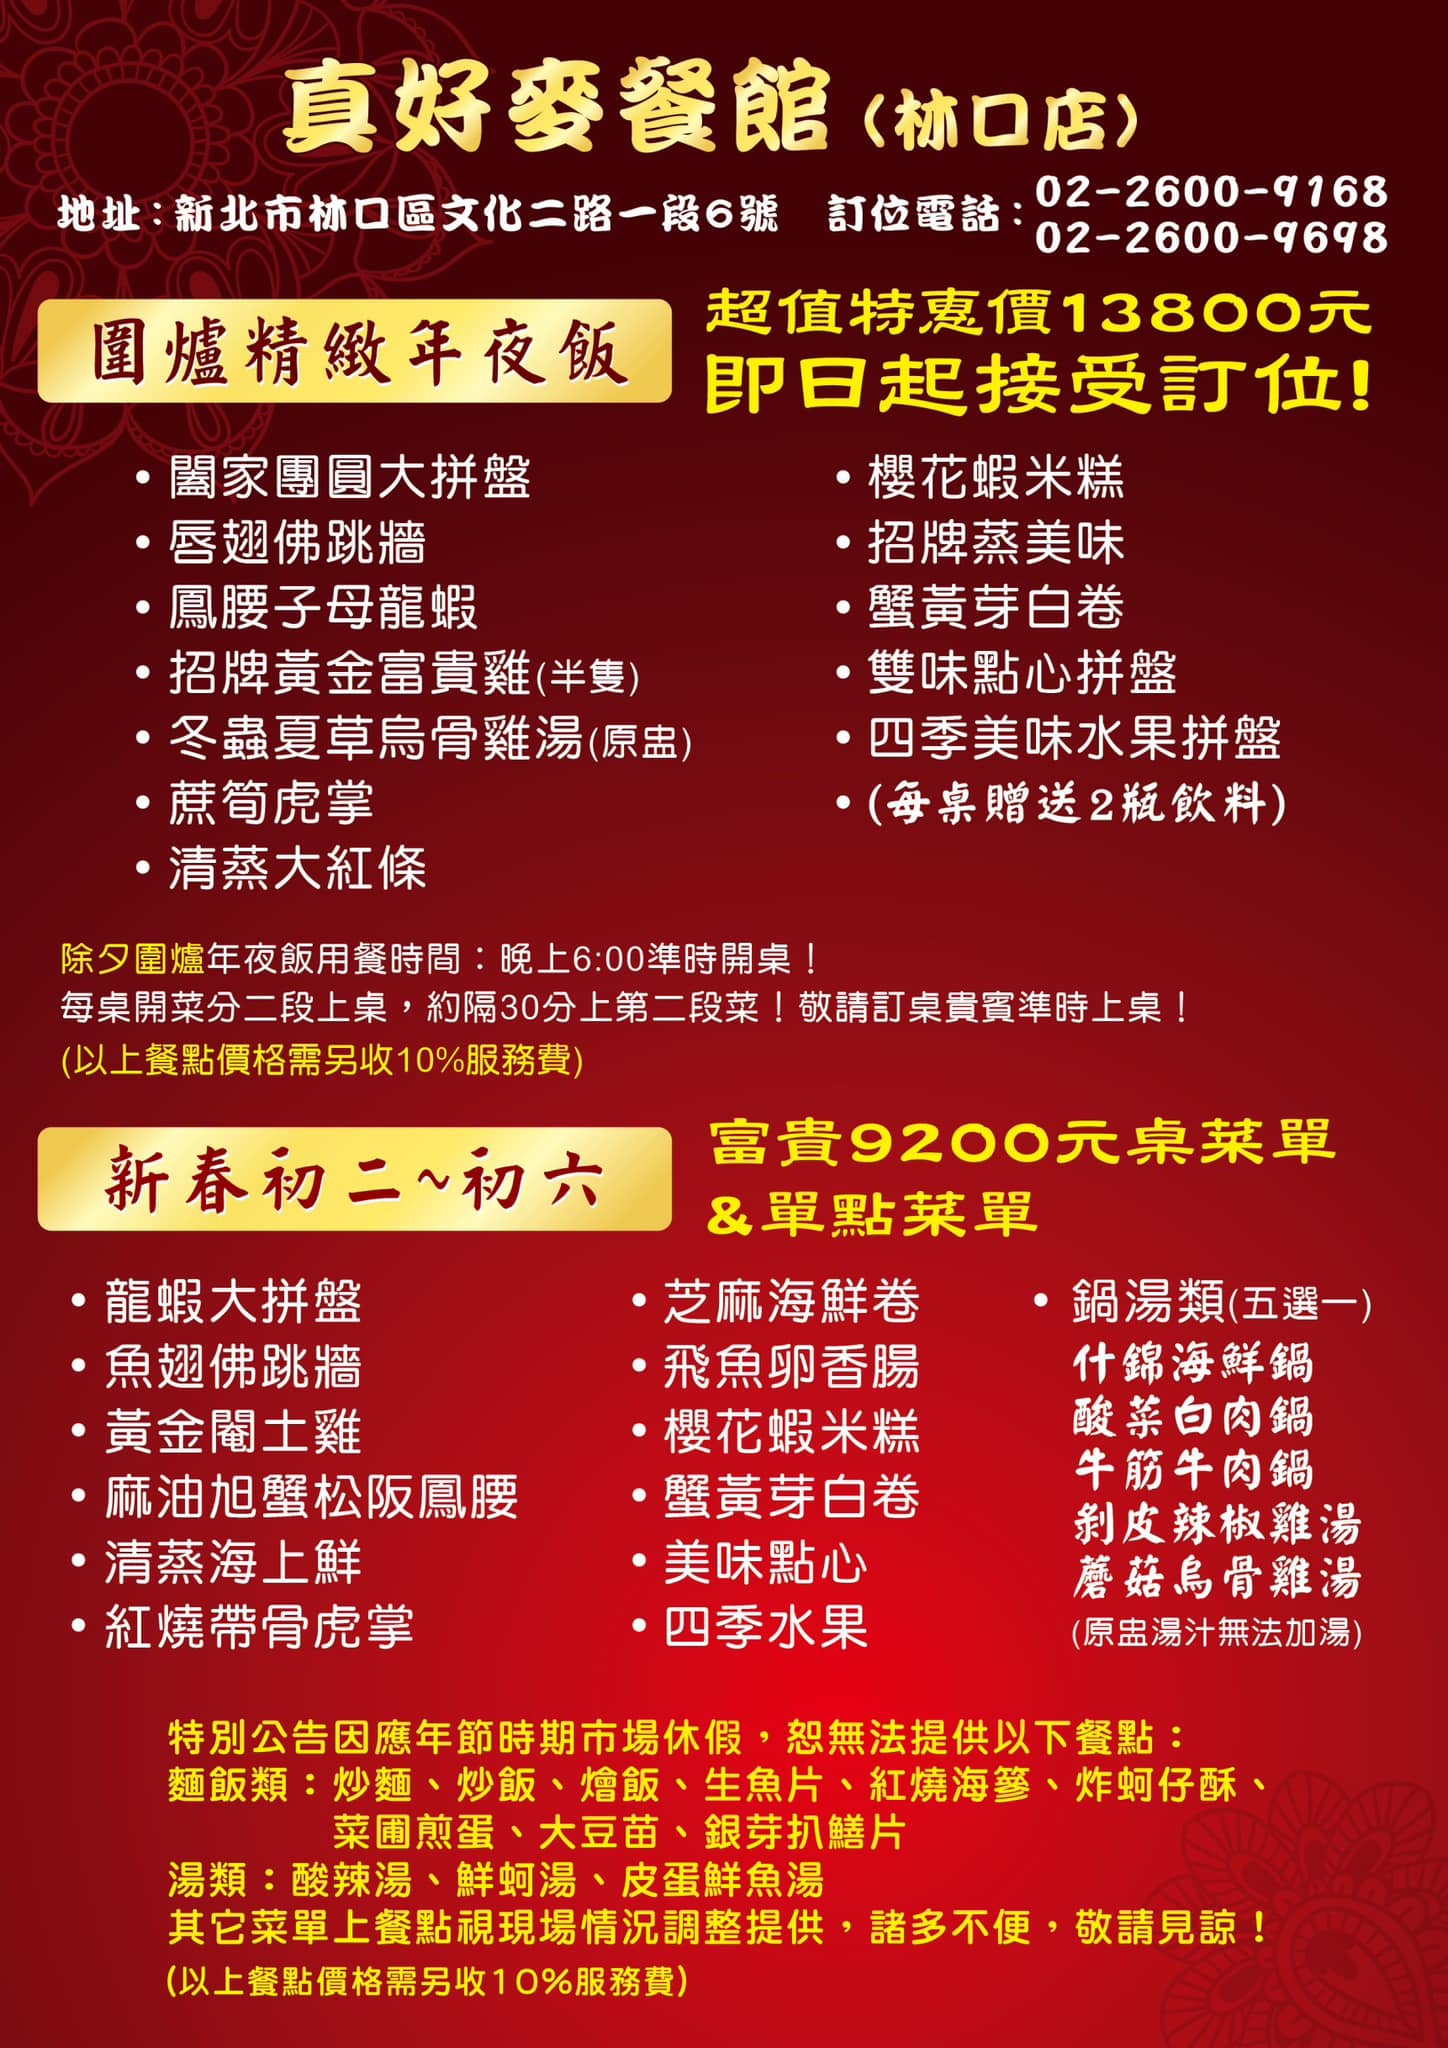 真好麥餐館(林口店)
地址:新北市林口區文化二路一段6號 訂位電話:02-2600-9168
02-2600-9698
圍爐精緻年夜飯
超值特惠價13800元
即日起接受訂位!
•闔家團圓大拼盤
•唇翅佛跳牆
•鳳腰子母龍蝦
•招牌黃金富貴雞(半隻)
•冬蟲夏草烏骨雞湯(原盅)
•蔗筍虎掌
•清蒸大紅條
•櫻花蝦米糕
•招牌蒸美味
•蟹黃芽白卷
•雙味點心拼盤
•四季美味水果拼盤
•(每桌贈送2瓶飲料)
除夕圍爐年夜飯用餐時間：晚上6:00準時開桌！
每桌開菜分二段上桌，約隔30分上第二段菜！敬請訂桌貴賓準時上桌！
(以上餐點價格需另收10%服務費)
新春初二~初六
富貴9200元桌菜單
&單點菜單
•龍蝦大拼盤
•魚翅佛跳牆
•黃金閹土雞
•麻油旭蟹松阪鳳腰
•清蒸海上鮮
•紅燒帶骨虎掌
•芝麻海鮮卷
•飛魚卵香腸
•櫻花蝦米糕
•蟹黃芽白卷
•美味點心
•四季水果
•鍋湯類(五選一)
什錦海鮮鍋
酸菜白肉鍋
牛筋牛肉鍋
剝皮辣椒雞湯
蘑菇烏骨雞湯
(原盅湯汁無法加湯)
特別公告因應年節時期市場休假，恕無法提供以下餐點：
麵飯類：炒麵、炒飯、燴飯、生魚片、紅燒海蔘、炸蚵仔酥、
菜圃煎蛋、大豆苗、銀芽扒鱔片
湯類：酸辣湯、鮮蚵湯、皮蛋鮮魚湯
其它菜單上餐點視現場情況調整提供，諸多不便，敬請見諒！
(以上餐點價格需另收10%服務費)